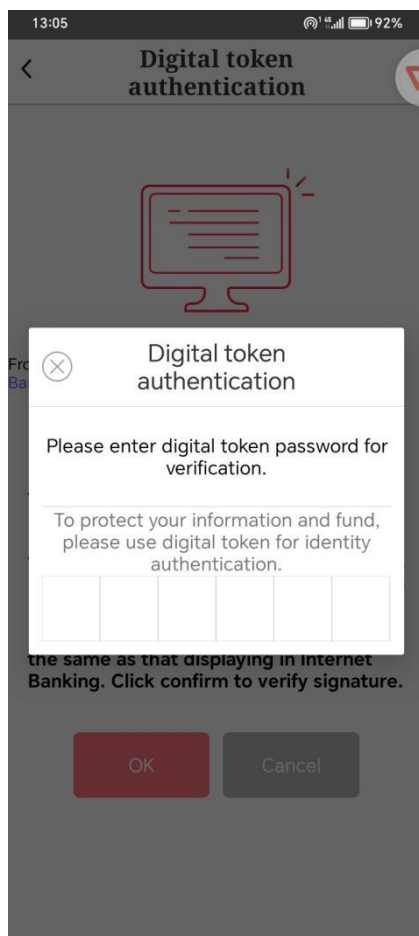 13:05
92%
Digital token
authentication
Fro
Ba
Digital token
authentication
Please enter digital token password for
verification.
To protect your information and fund,
please use digital token for identity
authentication.
the same as that displaying in Internet
Banking. Click confirm to verify signature.
OK
Cancel